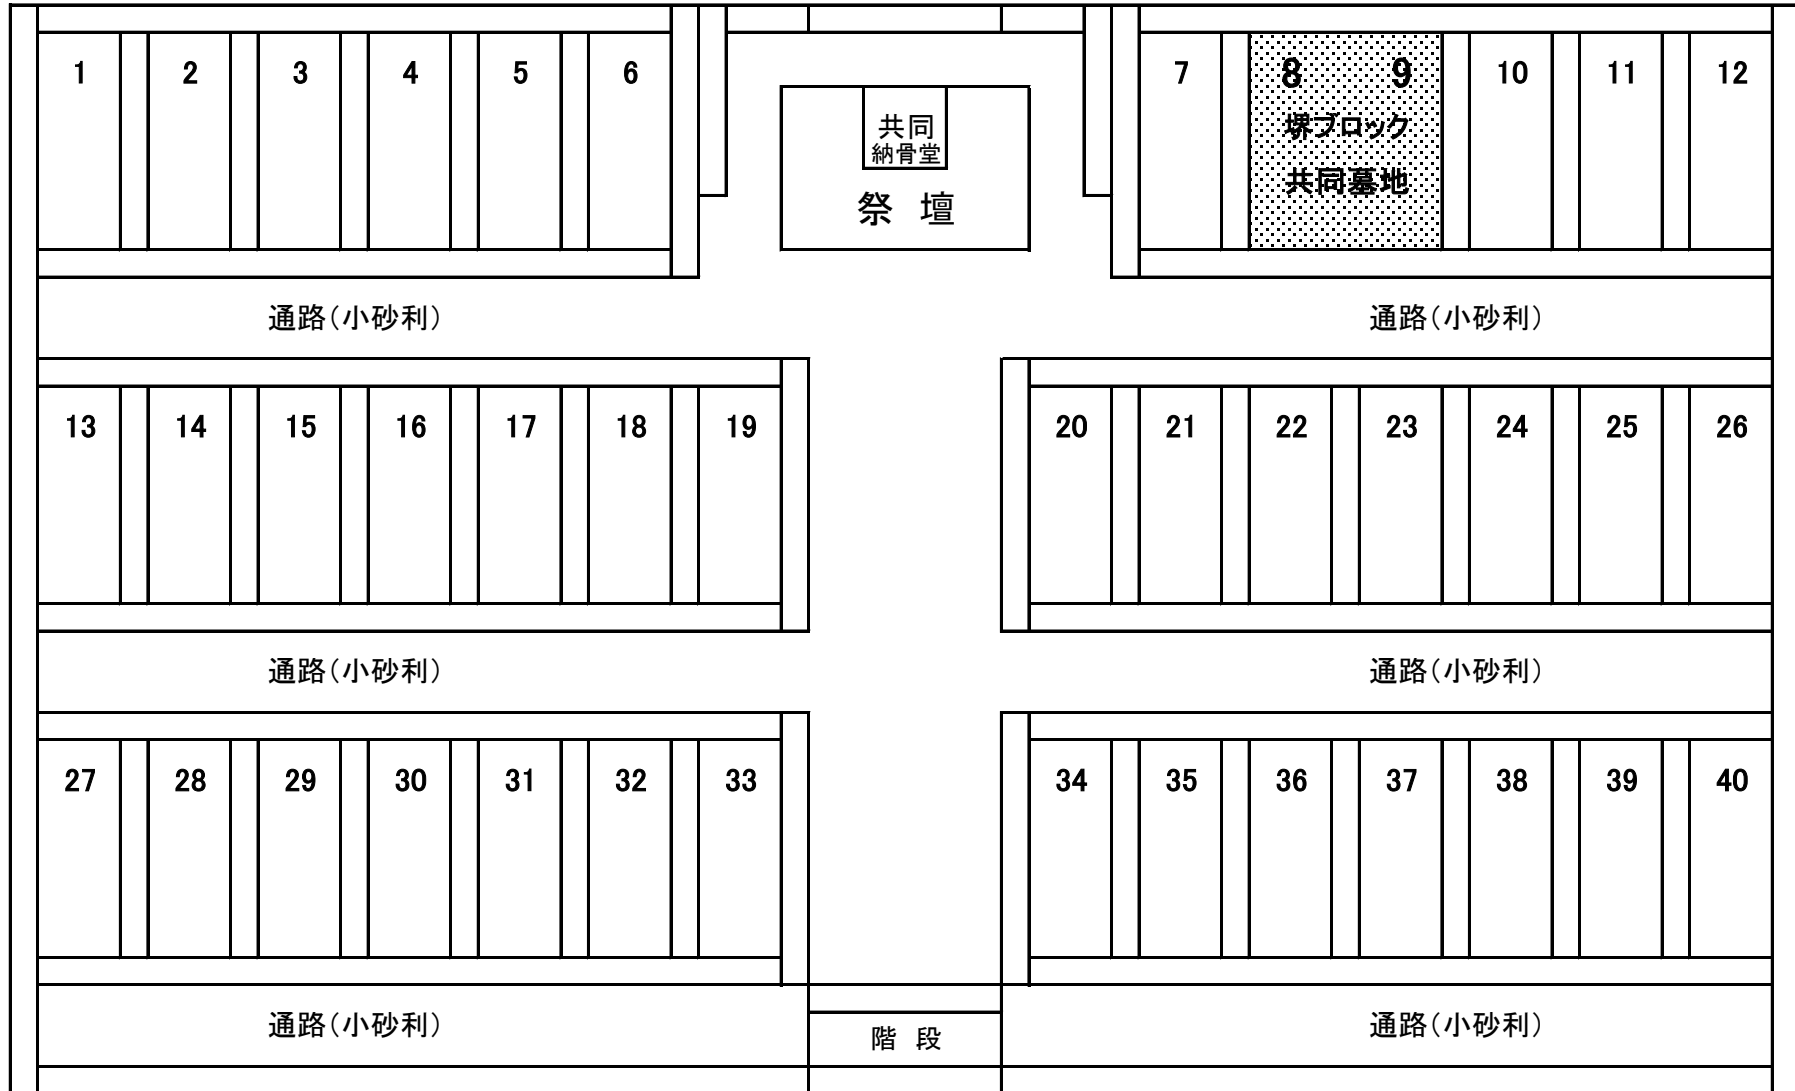 1 2 3 4 5 6 7 8 9 10 11 12
共同
納骨堂
祭 壇
堺ブロック
共同墓地
通路(小砂利) 通路(小砂利)
13 14 15 16 17 18 19 20 21 22 23 24 25 26
通路(小砂利) 通路(小砂利)
27 28 29 30 31 32 33 34 35 36 37 38 39 40
通路(小砂利) 通路(小砂利)
階 段